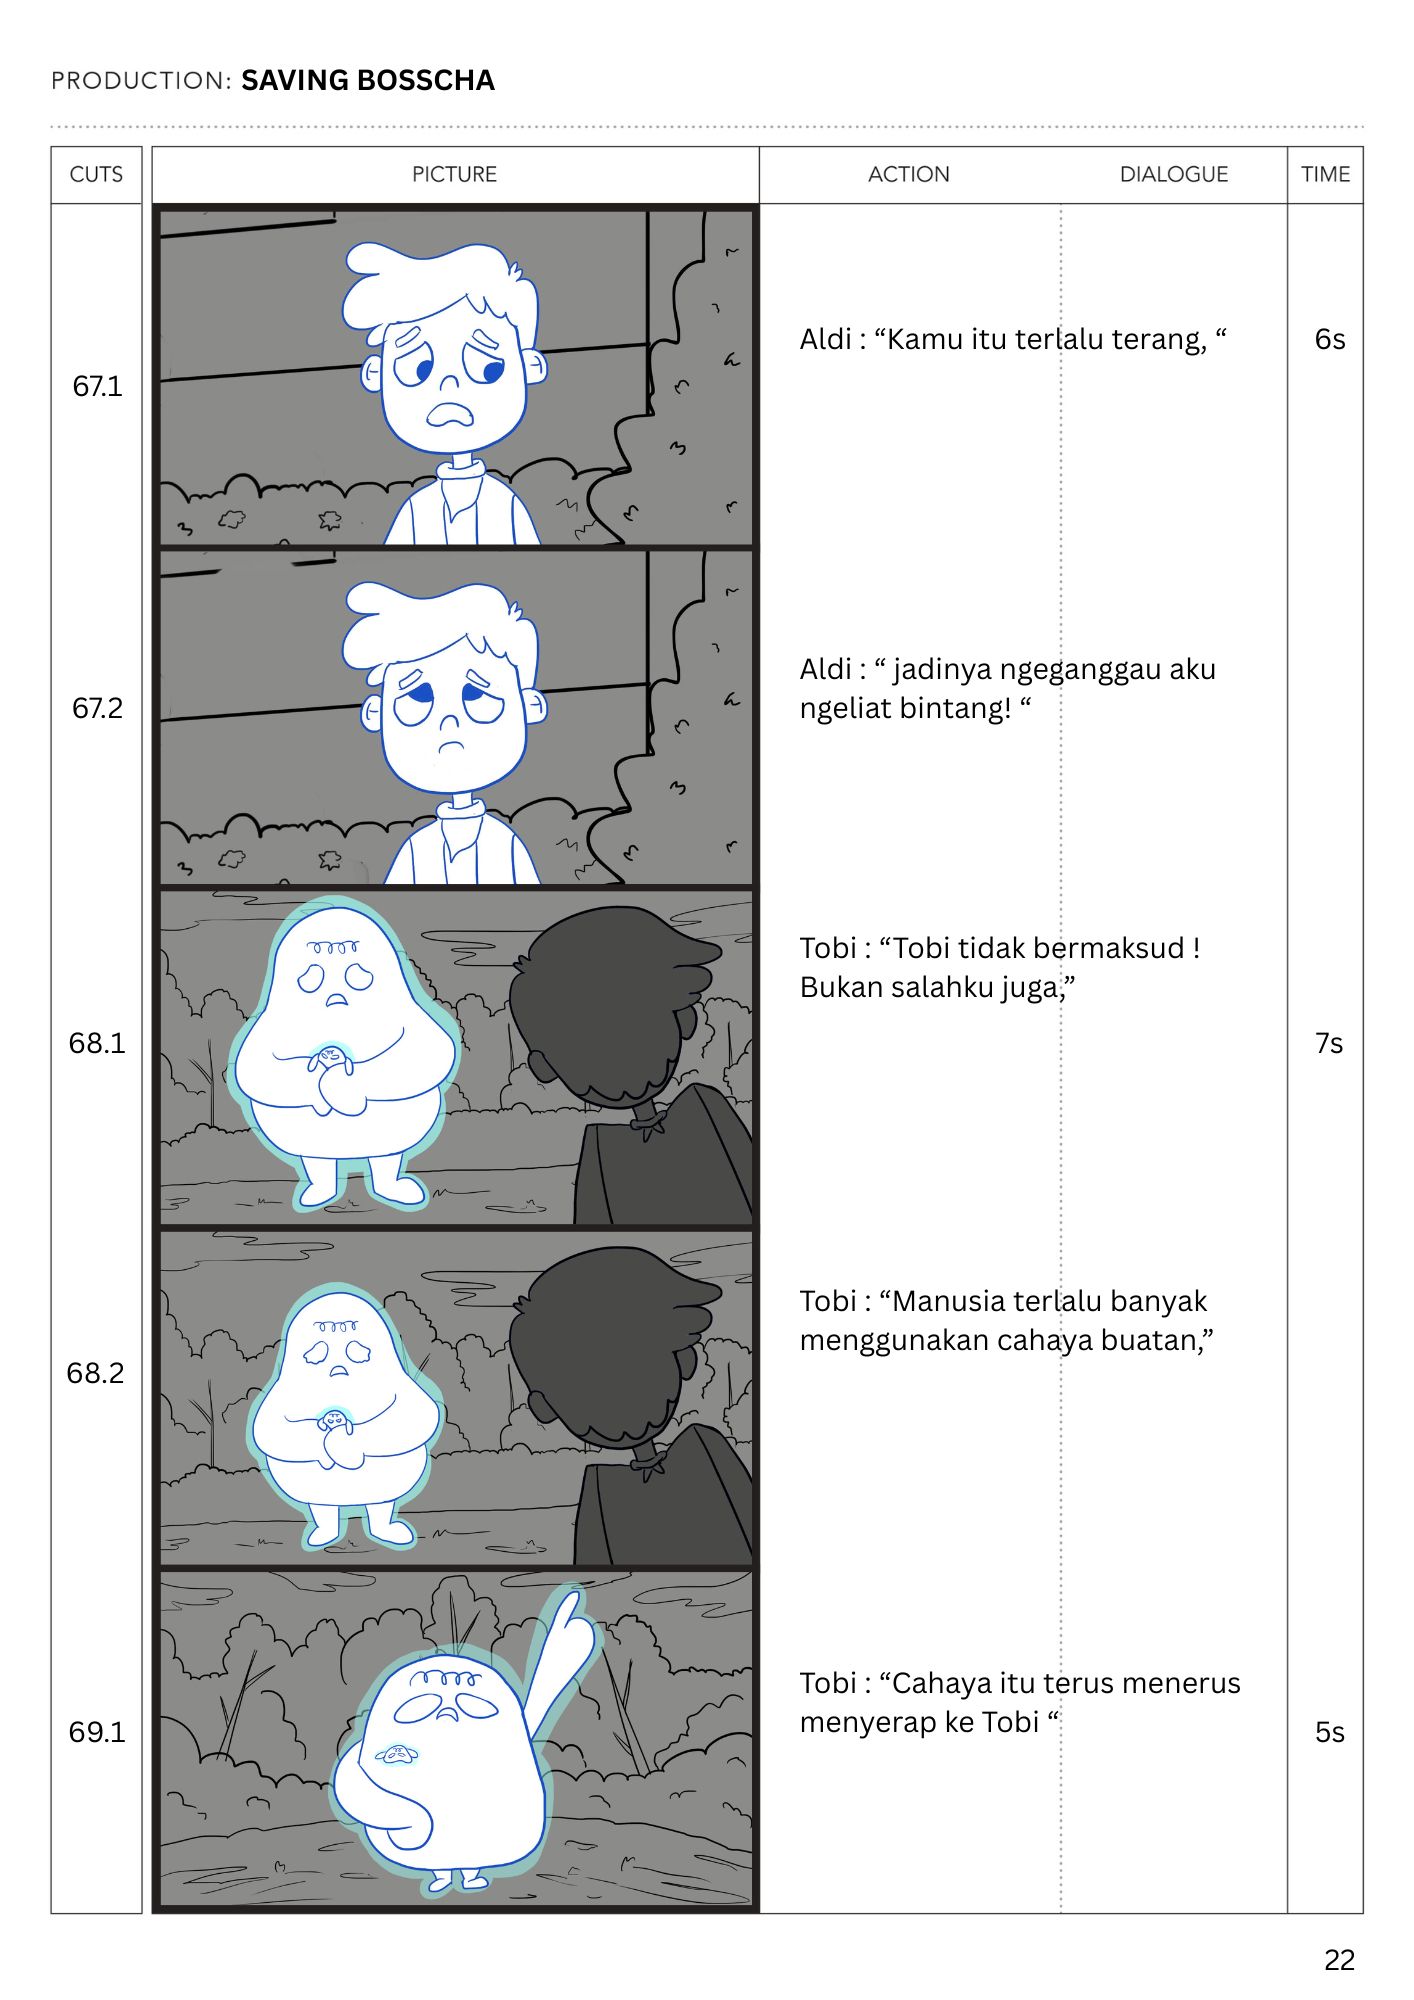 PRODUCTION: SAVING BOSSCHA
CUTS PICTURE ACTION DIALOGUE TIME
67.1
Aldi : “Kamu itu terlalu terang, “
6s
67.2
Aldi : “ jadinya ngeganggau aku
ngeliat bintang! “
68.1
Tobi : “Tobi tidak bermaksud !
Bukan salahku juga,”
7s
68.2
Tobi : “Manusia terlalu banyak
menggunakan cahaya buatan,”
69.1
Tobi : “Cahaya itu terus menerus
menyerap ke Tobi “
5s
22